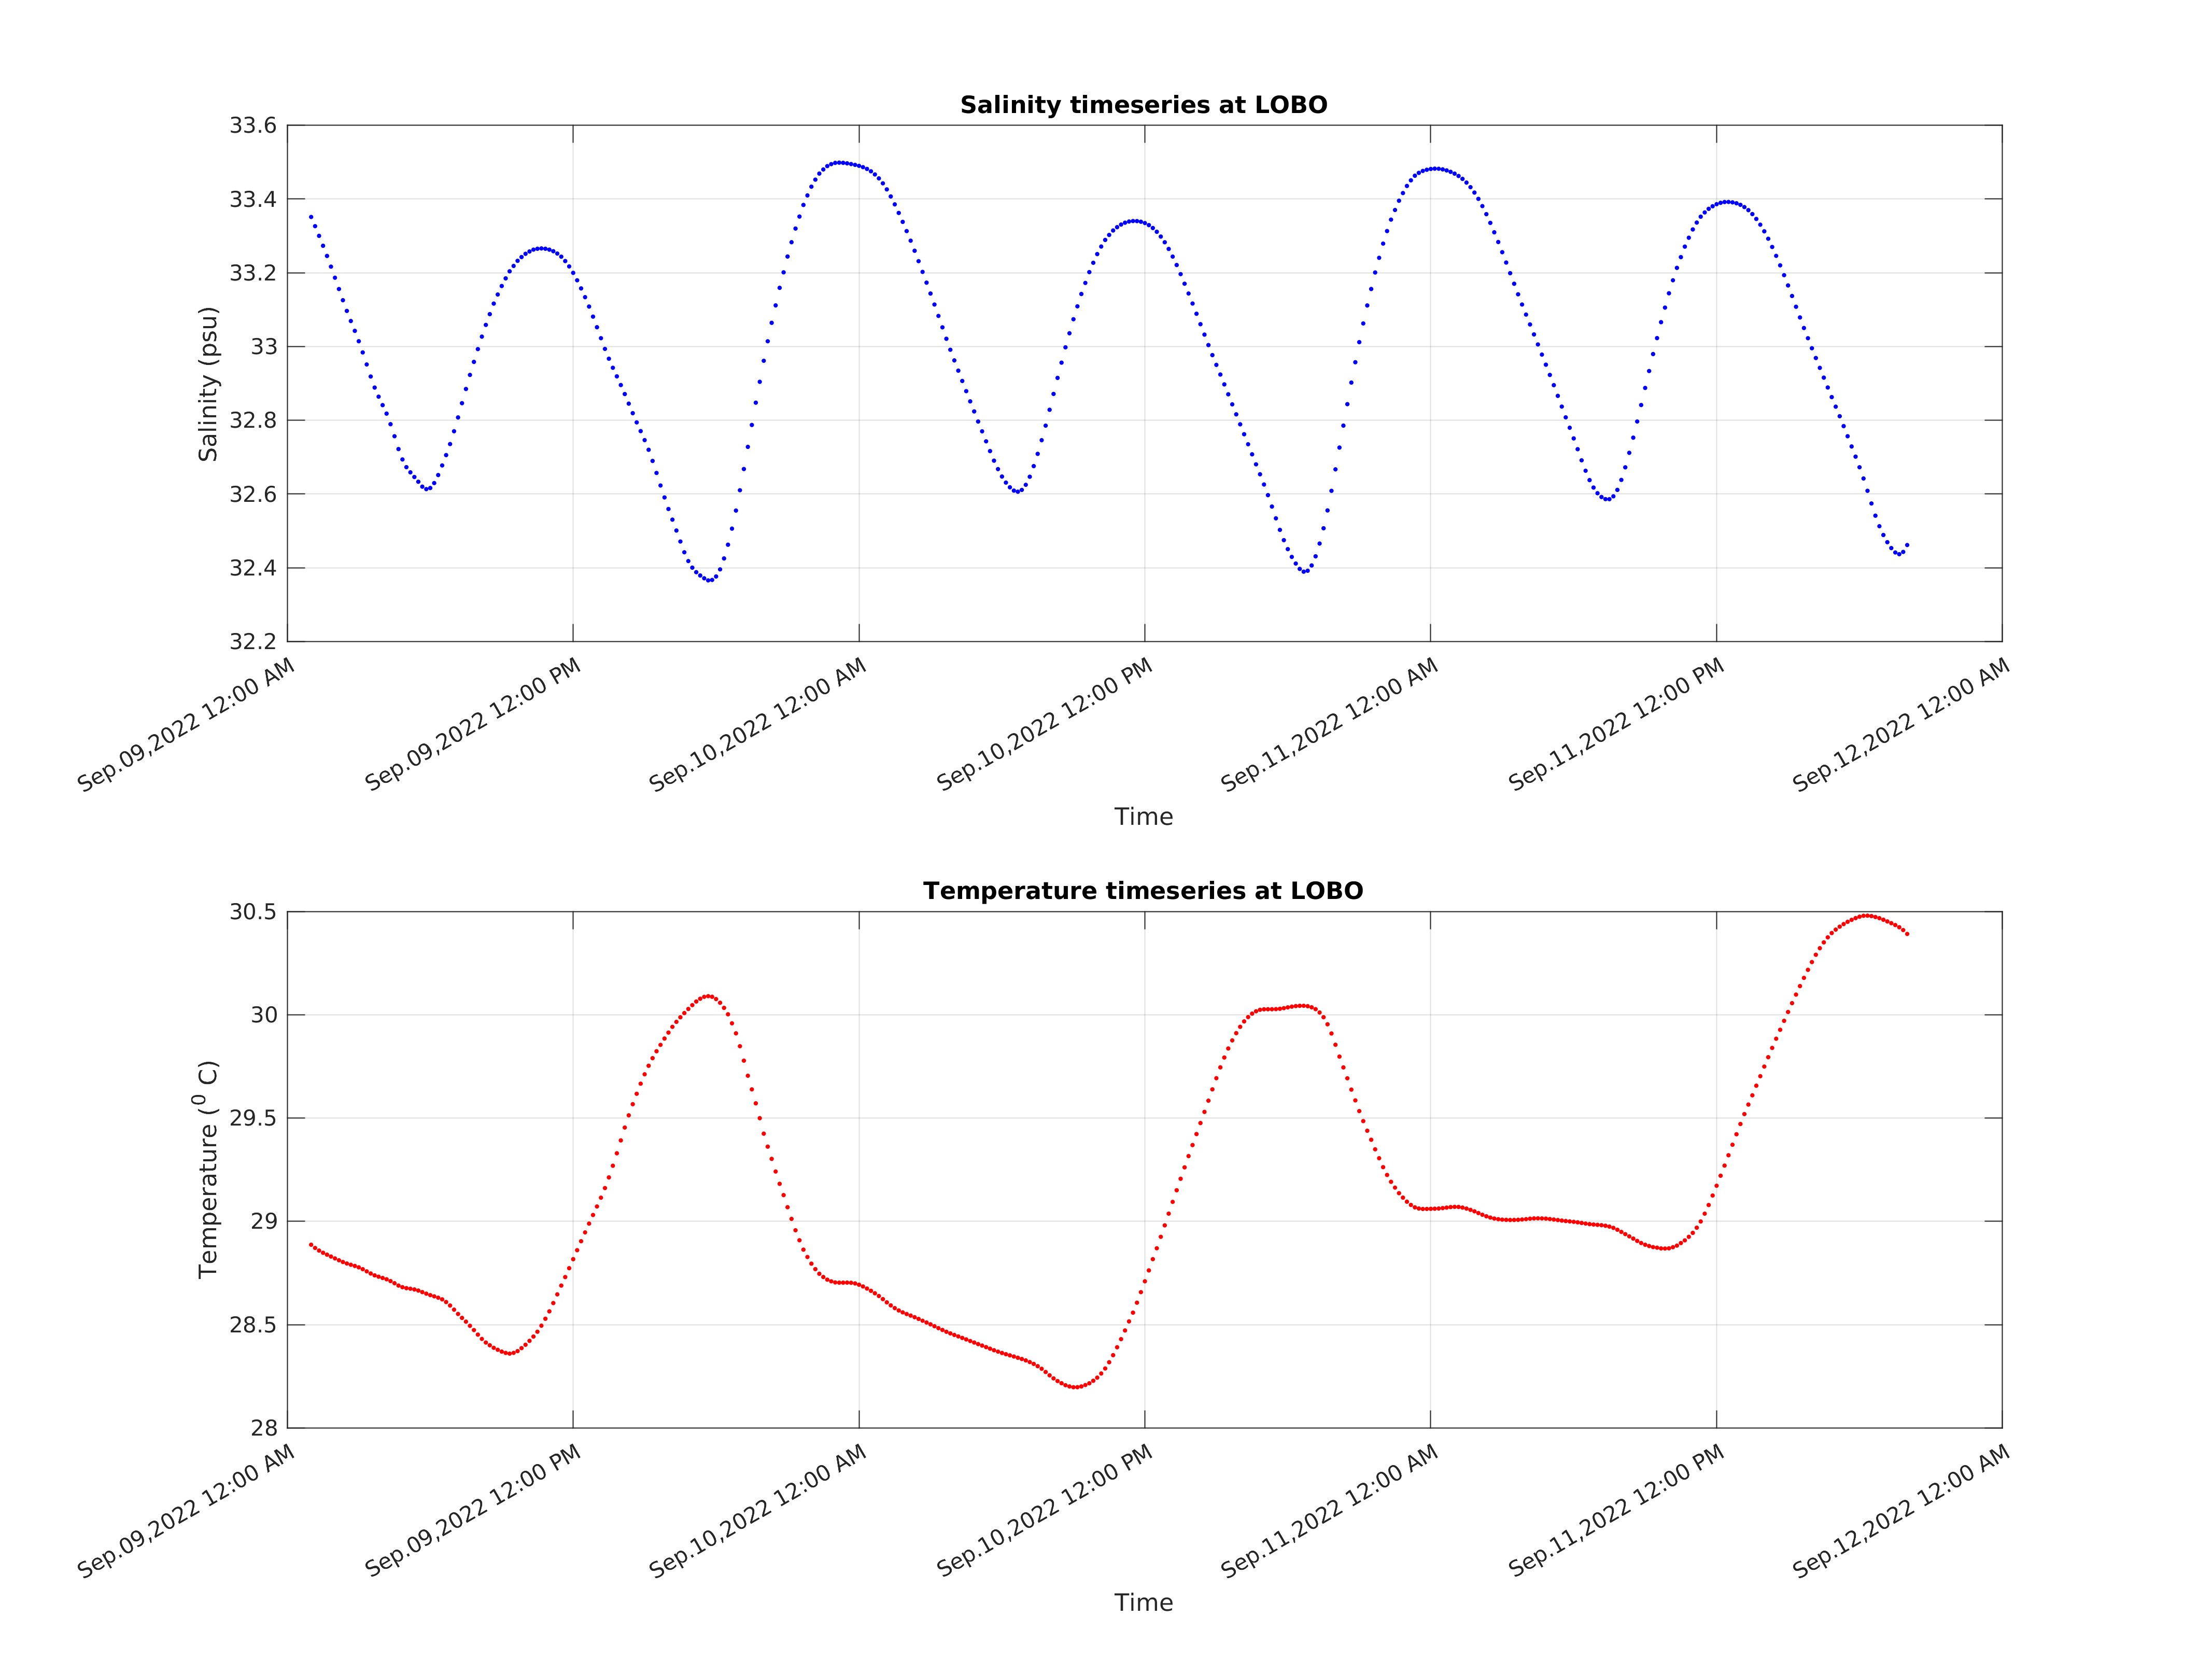 Salinity timeseries at LOBO
33.6
33.4
33.2
33
32.8
32.6
32.4
32.2
Salinity (psu)
Sep.09,2022 12:00 AM
Sep.09,2022 12:00 PM
Sep.10,2022 12:00 AM
Sep.10,2022 12:00 PM
Sep.11,2022 12:00 AM
Sep.11,2022 12:00 PM
Sep.12,2022 12:00 AM
Time
Temperature timeseries at LOBO
30.5
30
29.5
29
28.5
28
Temperature (⁰ C)
Sep.09,2022 12:00 AM
Sep.09,2022 12:00 PM
Sep.10,2022 12:00 AM
Sep.10,2022 12:00 PM
Sep.11,2022 12:00 AM
Sep.11,2022 12:00 PM
Sep.12,2022 12:00 AM
Time